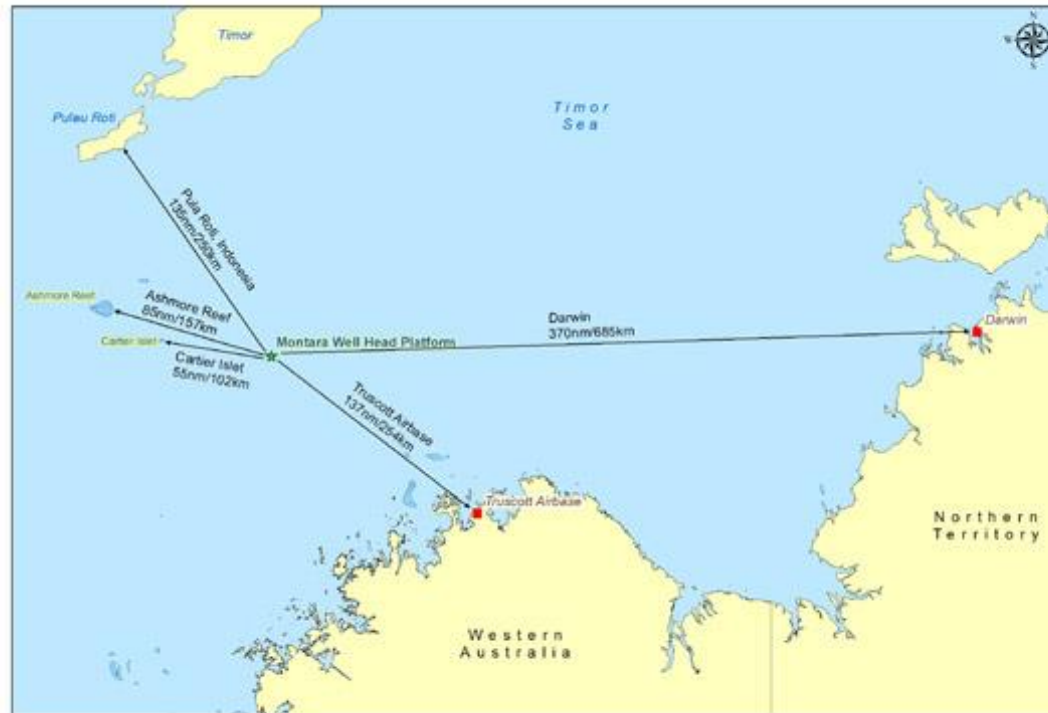 N
W
S
Timor
Pulau Roti
Timor
Sea
Pula Roti, Indonesia
135nm/250km
Ashmore Reef
Ashmore Reef
85nm/157km
Cartier Islet
Cartier Islet
55nm/102km
Montara Well Head Platform
Darwin
370nm/685km
Darwin
Truscott Airbase
137nm/254km
Truscott Airbase
Northern
Territory
Western
Australia